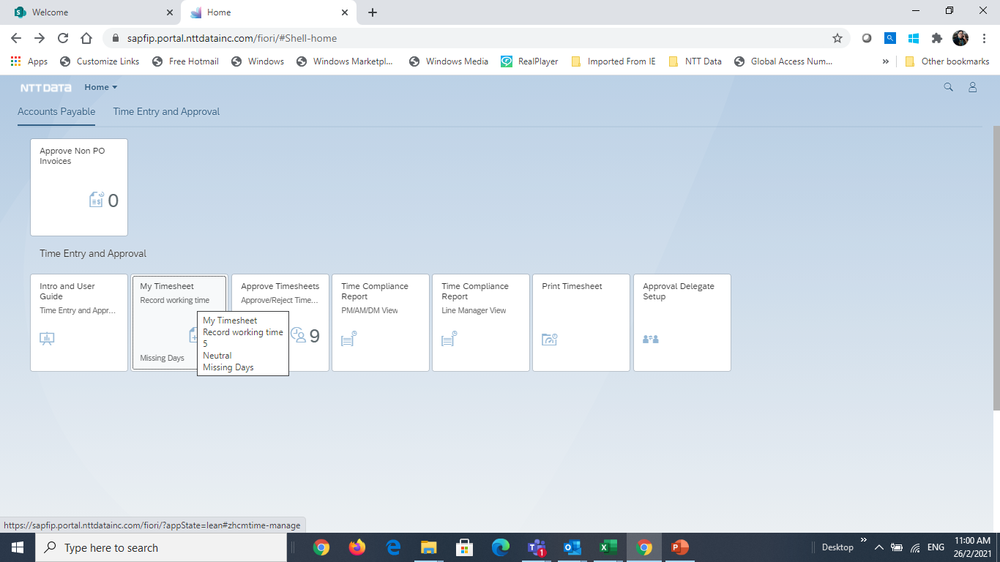 Welcome
Home
sapfip.portal.nttdatainc.com/fiori/#Shell-home
Apps
Customize Links
Free Hotmail
Windows
Windows Marketpl...
Windows Media
RealPlayer
Imported From IE
NTT Data
Global Access Num...
»
Other bookmarks
NTT DATA
Home
Accounts Payable
Time Entry and Approval
Approve Non PO
Invoices
0
Time Entry and Approval
Intro and User
Guide
Time Entry and Appr...
My Timesheet
Record working time
Missing Days
My Timesheet
Record working time
5
Neutral
Missing Days
Approve Timesheets
Approve/Reject Time...
9
Time Compliance
Report
PM/AM/DM View
Time Compliance
Report
Line Manager View
Print Timesheet
Approval Delegate
Setup
https://sapfip.portal.nttdatainc.com/fiori/?appState=lean#zhcmtime-manage
Type here to search
1
Desktop
»
ENG
11:00 AM
26/2/2021